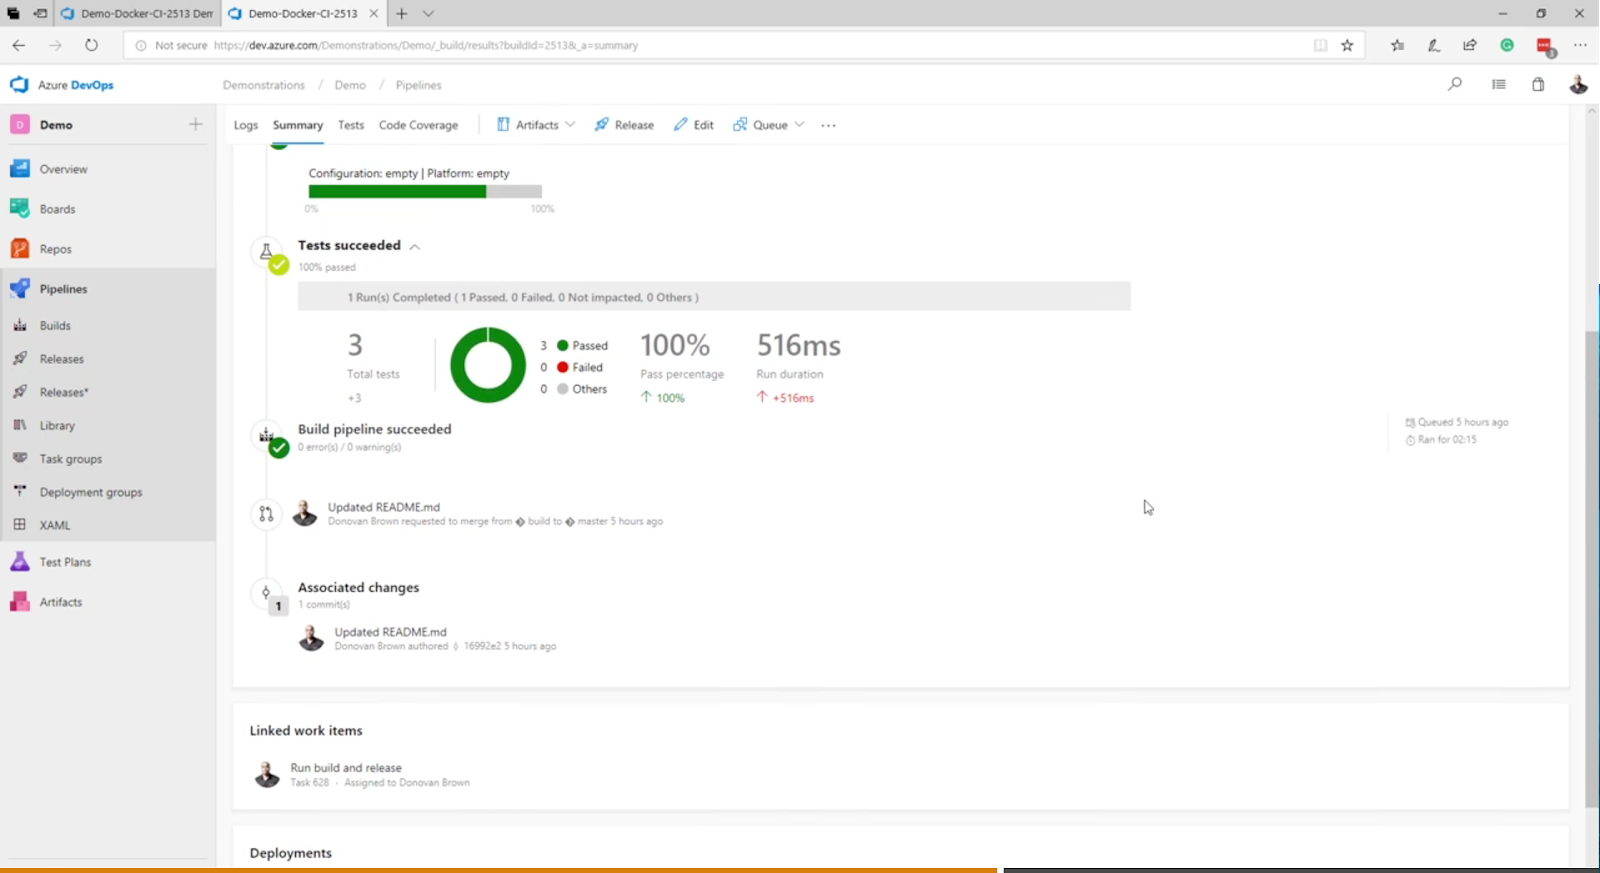 Demo-Docker-CI-2513 Dem
Demo-Docker-CI-2513
Not secure https://dev.azure.com/Demonstrations/Demo/_build/results?buildId=2513&_a=summary
3
Azure DevOps
Demonstrations / Demo / Pipelines
D Demo
Logs Summary Tests Code Coverage Artifacts Release Edit Queue
Overview
Boards
Repos
Pipelines
Builds
Releases
Releases*
Library
Task groups
Deployment groups
XAML
Test Plans
Artifacts
Configuration: empty | Platform: empty
0% 100%
Tests succeeded
100% passed
1 Run(s) Completed ( 1 Passed, 0 Failed, 0 Not impacted, 0 Others )
3
Total tests
+3
3 Passed
0 Failed
0 Others
100%
Pass percentage
100%
516ms
Run duration
+516ms
Build pipeline succeeded
0 error(s) / 0 warning(s)
Queued 5 hours ago
Ran for 02:15
Updated README.md
Donovan Brown requested to merge from build to master 5 hours ago
Associated changes
1
1 commit(s)
Updated README.md
Donovan Brown authored 16992e2 5 hours ago
Linked work items
Run build and release
Task 628 · Assigned to Donovan Brown
Deployments